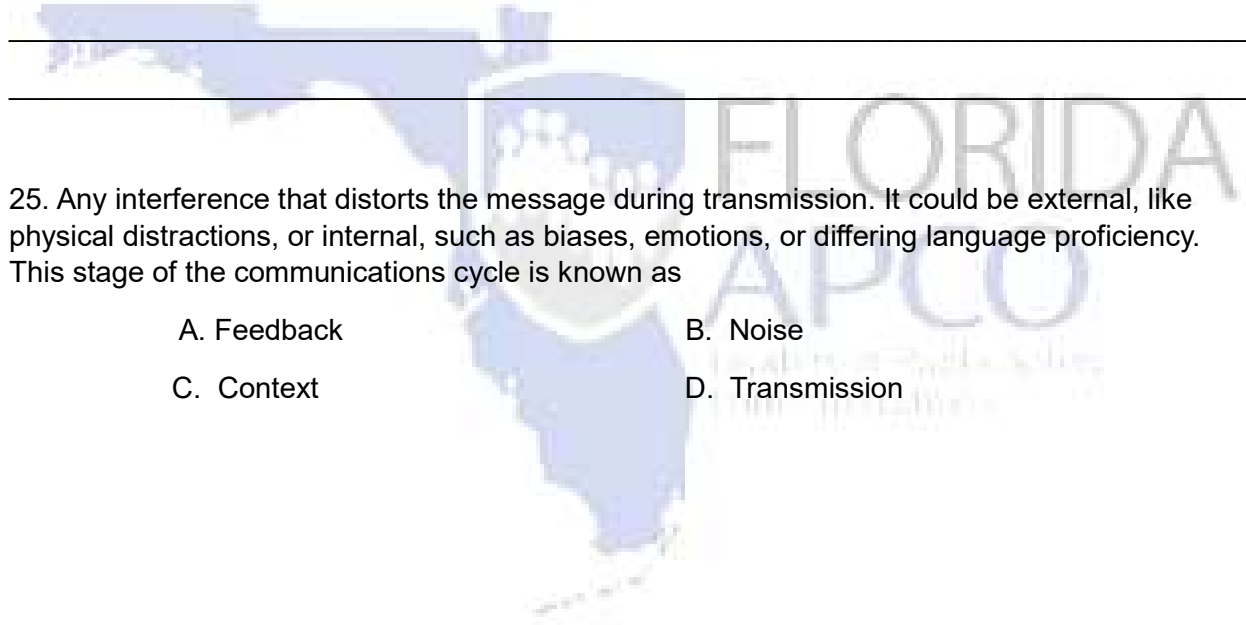 FLORIDA
APCO
25. Any interference that distorts the message during transmission. It could be external, like
physical distractions, or internal, such as biases, emotions, or differing language proficiency.
This stage of the communications cycle is known as
A. Feedback
B. Noise
C. Context
D. Transmission